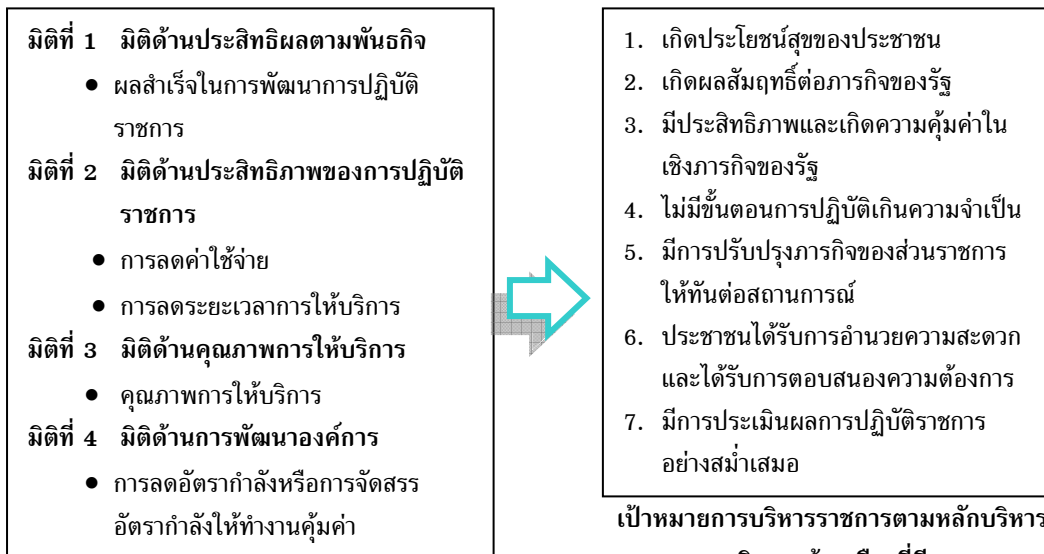 มิติที่ 1 มิติด้านประสิทธิผลตามพันธกิจ
● ผลสำเร็จในการพัฒนาการปฏิบัติ
ราชการ
มิติที่ 2 มิติด้านประสิทธิภาพของการปฏิบัติ
ราชการ
● การลดค่าใช้จ่าย
● การลดระยะเวลาการให้บริการ
มิติที่ 3 มิติด้านคุณภาพการให้บริการ
● คุณภาพการให้บริการ
มิติที่ 4 มิติด้านการพัฒนาองค์การ
● การลดอัตรากำลังหรือการจัดสรร
อัตรากำลังให้ทำงานคุ้มค่า
1. เกิดประโยชน์สุขของประชาชน
2. เกิดผลสัมฤทธิ์ต่อภารกิจของรัฐ
3. มีประสิทธิภาพและเกิดความคุ้มค่าใน
เชิงภารกิจของรัฐ
4. ไม่มีขั้นตอนการปฏิบัติเกินความจำเป็น
5. มีการปรับปรุงภารกิจของส่วนราชการ
ให้ทันต่อสถานการณ์
6. ประชาชนได้รับการอำนวยความสะดวก
และได้รับการตอบสนองความต้องการ
7. มีการประเมินผลการปฏิบัติราชการ
อย่างสม่ำเสมอ
เป้าหมายการบริหารราชการตามหลักบริหาร